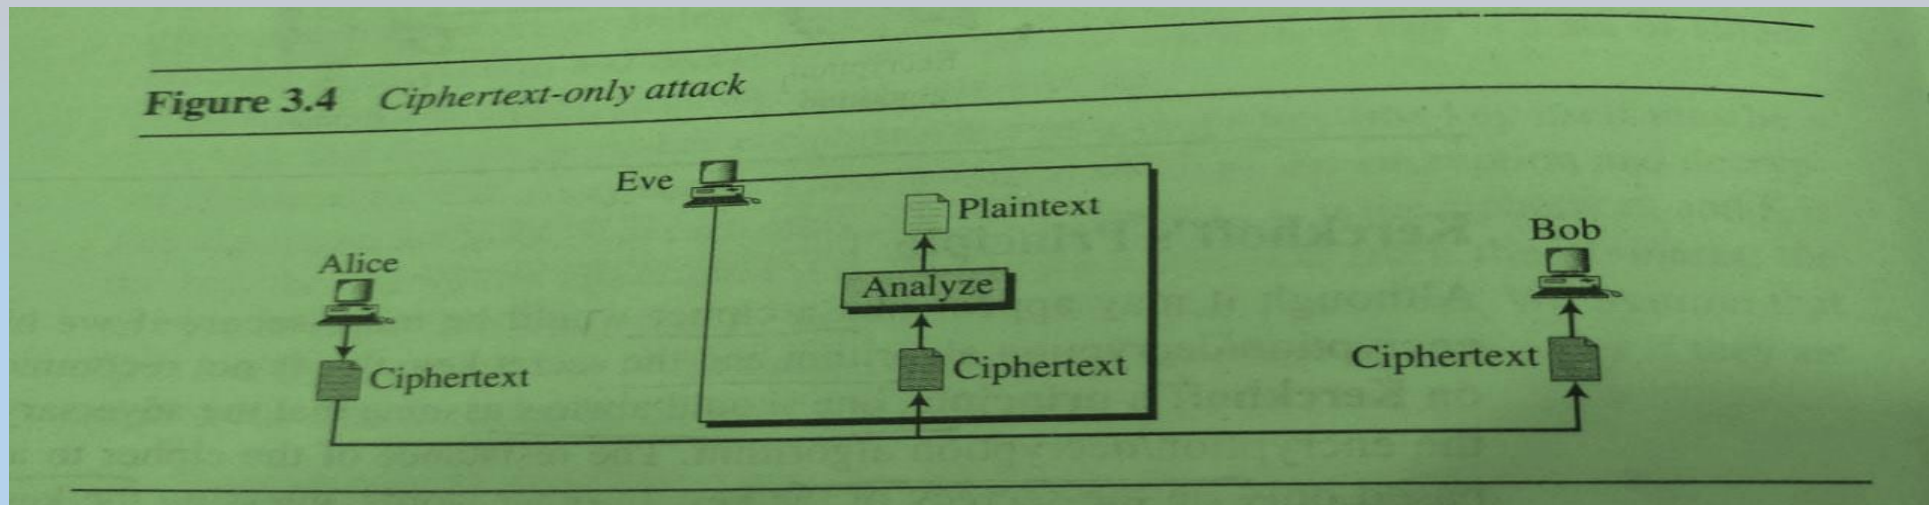 Figure 3.4 Ciphertext-only attack
Eve
Plaintext
Bob
Alice
Analyze
Ciphertext
Ciphertext
Ciphertext